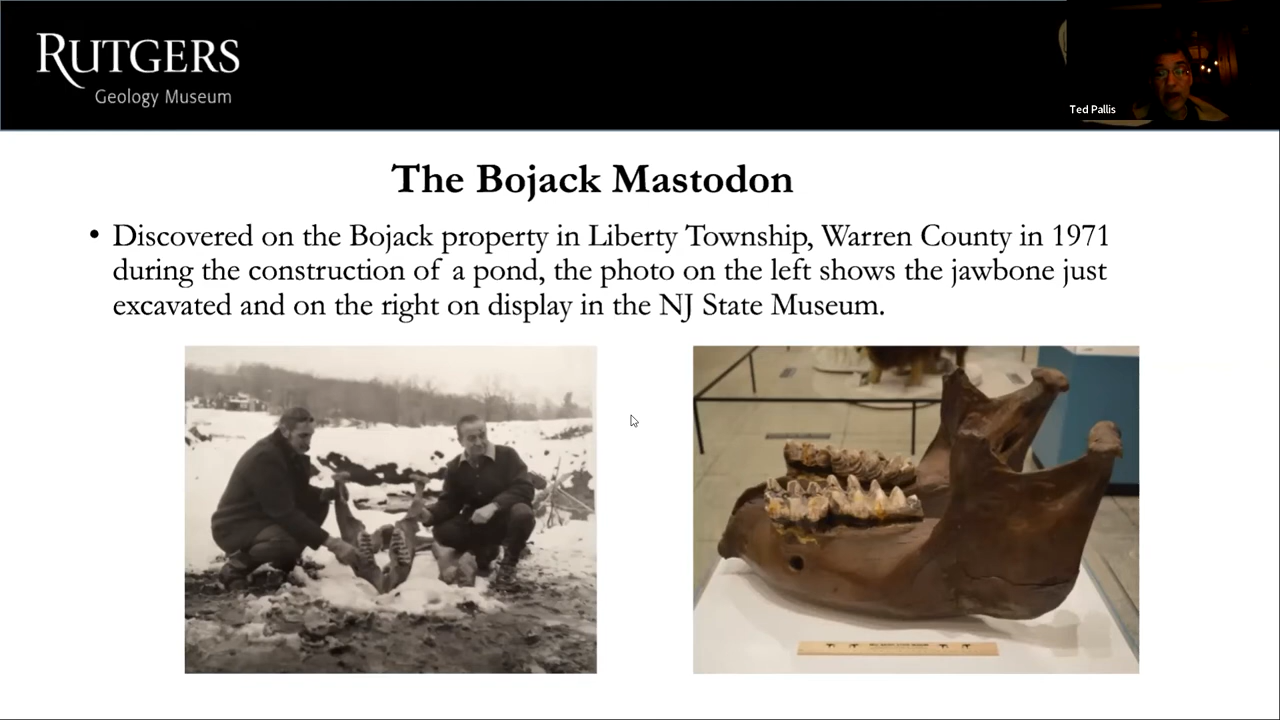 RUTGERS
Geology Museum
Ted Pallis
The Bojack Mastodon
• Discovered on the Bojack property in Liberty Township, Warren County in 1971
during the construction of a pond, the photo on the left shows the jawbone just
excavated and on the right on display in the NJ State Museum.